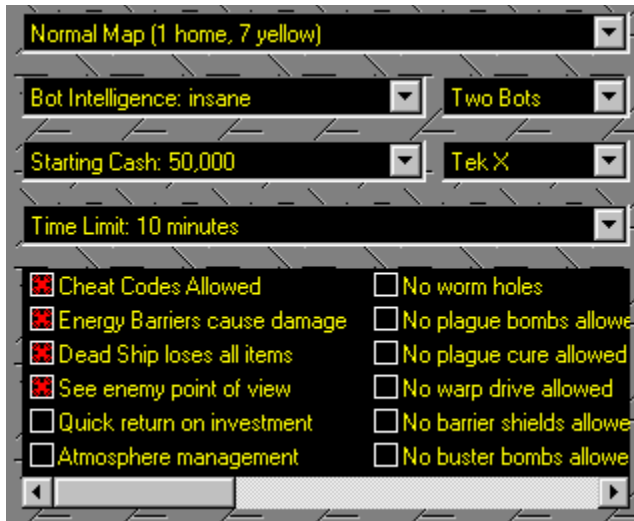 Normal Map (1 home, 7 yellow)
Bot Intelligence: insane
Two Bots
Starting Cash: 50,000
Tek X
Time Limit: 10 minutes
Cheat Codes Allowed
Energy Barriers cause damage
Dead Ship loses all items
See enemy point of view
Quick return on investment
Atmosphere management
No worm holes
No plague bombs allowe
No plague cure allowed
No warp drive allowed
No barrier shields allowe
No buster bombs allowe